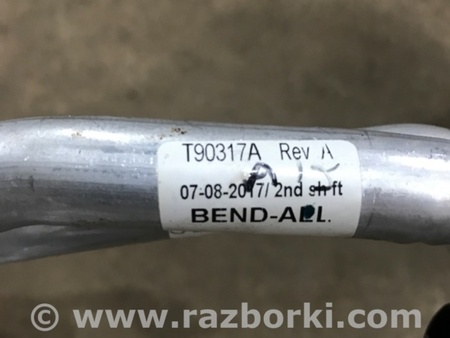 T90317A Rev A
07-08-2017/ 2nd shift
BEND-ALL
© www.razborki.com